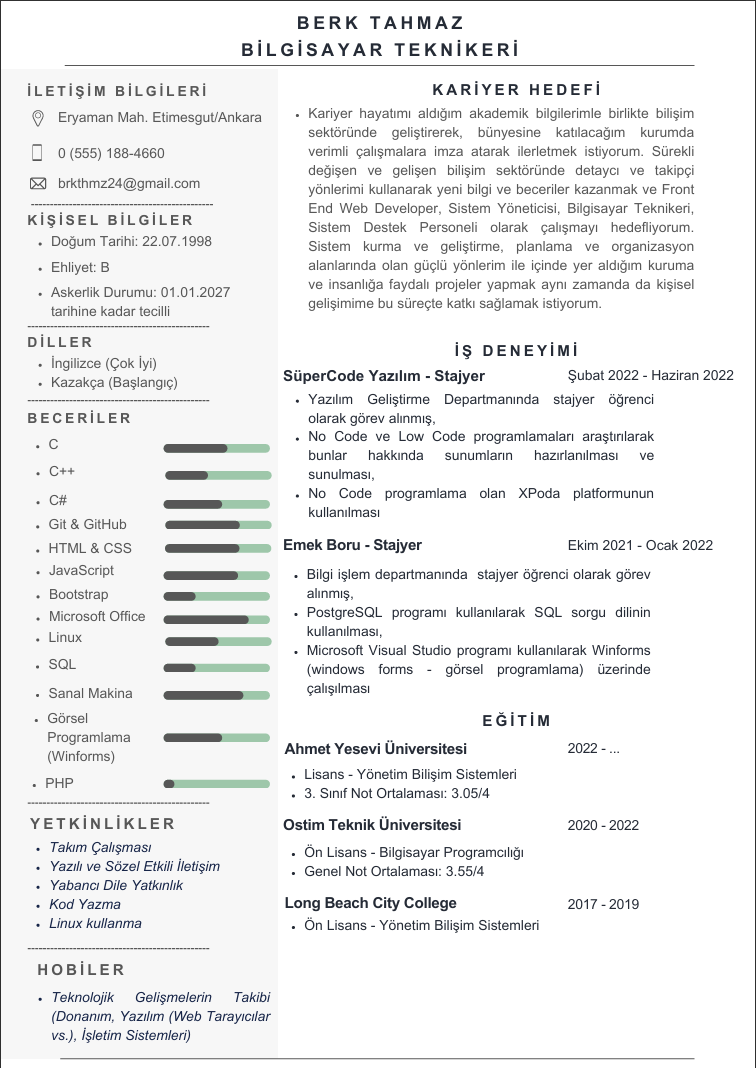 BERK TAHMAZ
BİLGİSAYAR TEKNİKERİ
İLETİŞİM BİLGİLERİ
Eryaman Mah. Etimesgut/Ankara
0 (555) 188-4660
brkthmz24@gmail.com
------------------------------------------------
KİŞİSEL BİLGİLER
• Doğum Tarihi: 22.07.1998
• Ehliyet: B
• Askerlik Durumu: 01.01.2027
tarihine kadar tecilli
------------------------------------------------
DİLLER
• İngilizce (Çok İyi)
• Kazakça (Başlangıç)
------------------------------------------------
BECERİLER
• C
• C++
• C#
• Git & GitHub
• HTML & CSS
• JavaScript
• Bootstrap
• Microsoft Office
• Linux
• SQL
• Sanal Makina
• Görsel
Programlama
(Winforms)
• PHP
------------------------------------------------
YETKİNLİKLER
• Takım Çalışması
• Yazılı ve Sözel Etkili İletişim
• Yabancı Dile Yatkınlık
• Kod Yazma
• Linux kullanma
------------------------------------------------
HOBİLER
• Teknolojik Gelişmelerin Takibi
(Donanım, Yazılım (Web Tarayıcılar
vs.), İşletim Sistemleri)
KARİYER HEDEFİ
• Kariyer hayatımı aldığım akademik bilgilerimle birlikte bilişim
sektöründe geliştirerek, bünyesine katılacağım kurumda
verimli çalışmalara imza atarak ilerletmek istiyorum. Sürekli
değişen ve gelişen bilişim sektöründe detaycı ve takipçi
yönlerimi kullanarak yeni bilgi ve beceriler kazanmak ve Front
End Web Developer, Sistem Yöneticisi, Bilgisayar Teknikeri,
Sistem Destek Personeli olarak çalışmayı hedefliyorum.
Sistem kurma ve geliştirme, planlama ve organizasyon
alanlarında olan güçlü yönlerim ile içinde yer aldığım kuruma
ve insanlığa faydalı projeler yapmak aynı zamanda da kişisel
gelişimime bu süreçte katkı sağlamak istiyorum.
İŞ DENEYİMİ
SüperCode Yazılım - Stajyer Şubat 2022 - Haziran 2022
• Yazılım Geliştirme Departmanında stajyer öğrenci
olarak görev alınmış,
• No Code ve Low Code programlamaları araştırılarak
bunlar hakkında sunumların hazırlanılması ve
sunulması,
• No Code programlama olan XPoda platformunun
kullanılması
Emek Boru - Stajyer Ekim 2021 - Ocak 2022
• Bilgi işlem departmanında stajyer öğrenci olarak görev
alınmış,
• PostgreSQL programı kullanılarak SQL sorgu dilinin
kullanılması,
• Microsoft Visual Studio programı kullanılarak Winforms
(windows forms - görsel programlama) üzerinde
çalışılması
EĞİTİM
Ahmet Yesevi Üniversitesi 2022 - ...
• Lisans - Yönetim Bilişim Sistemleri
• 3. Sınıf Not Ortalaması: 3.05/4
Ostim Teknik Üniversitesi 2020 - 2022
• Ön Lisans - Bilgisayar Programcılığı
• Genel Not Ortalaması: 3.55/4
Long Beach City College 2017 - 2019
• Ön Lisans - Yönetim Bilişim Sistemleri